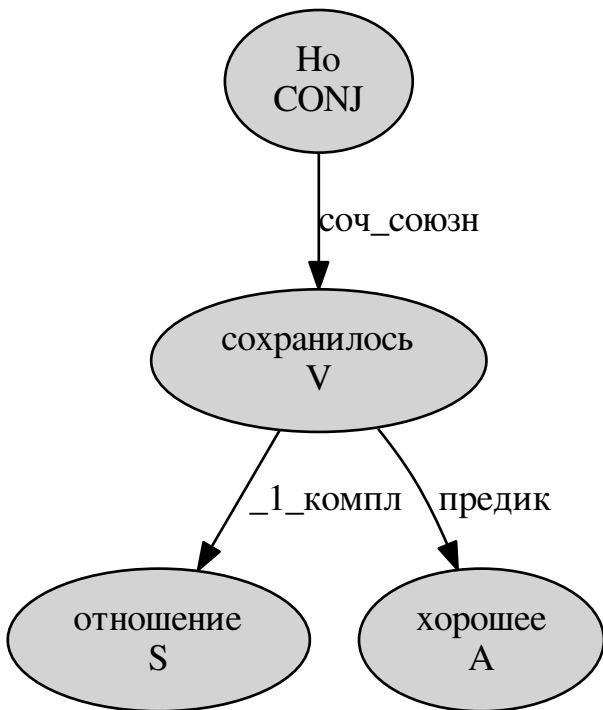 Но
CONJ
соч_союзн
сохранилось
V
_1_компл
предик
отношение
S
хорошее
A